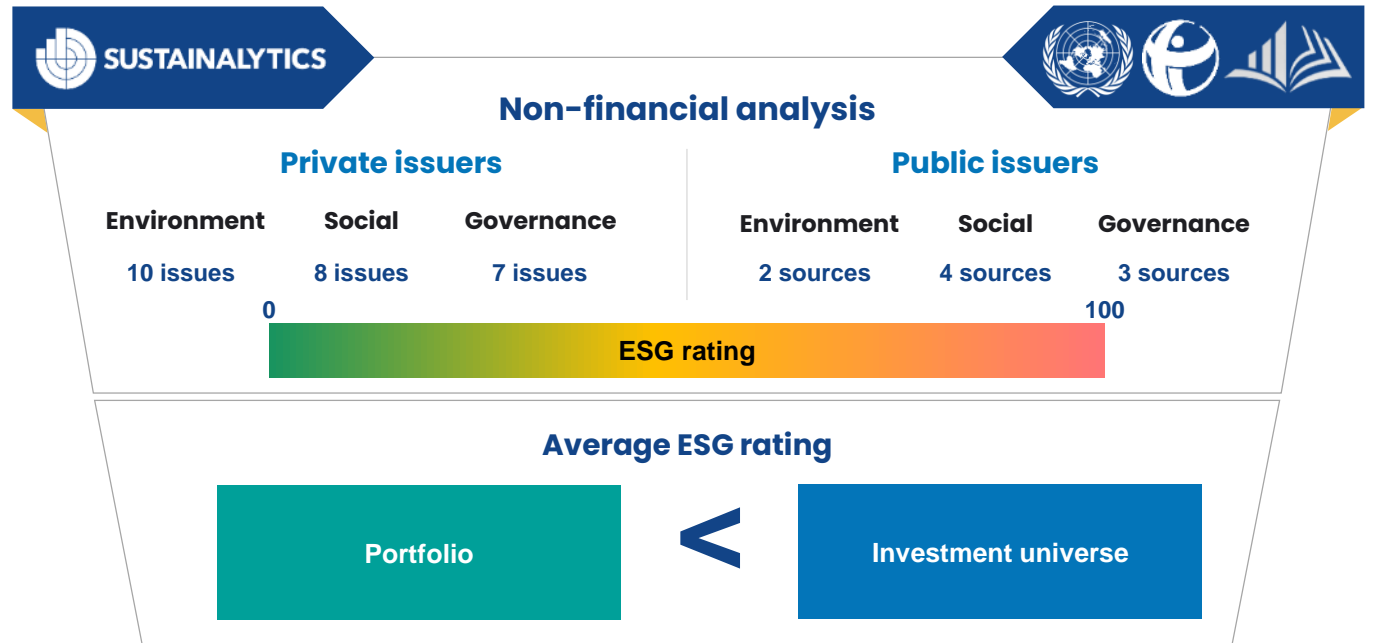 SUSTAINALYTICS
Non-financial analysis
Private issuers
Environment Social Governance
10 issues 8 issues 7 issues
Public issuers
Environment Social Governance
2 sources 4 sources 3 sources
0 100
ESG rating
Average ESG rating
Portfolio < Investment universe